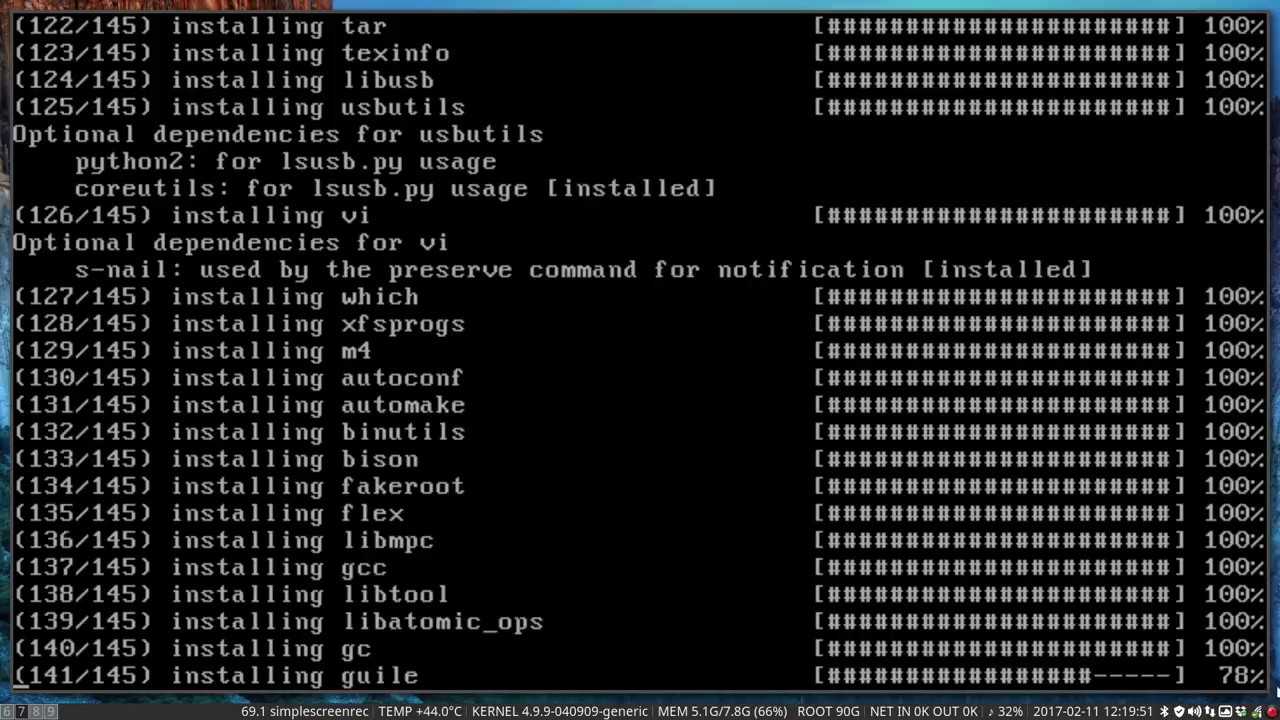 (122/145) installing tar [######################] 100%
(123/145) installing texinfo [######################] 100%
(124/145) installing libusb [######################] 100%
(125/145) installing usbutils [######################] 100%
Optional dependencies for usbutils
    python2: for lsusb.py usage
    coreutils: for lsusb.py usage [installed]
(126/145) installing vi [######################] 100%
Optional dependencies for vi
    s-nail: used by the preserve command for notification [installed]
(127/145) installing which [######################] 100%
(128/145) installing xfsprogs [######################] 100%
(129/145) installing m4 [######################] 100%
(130/145) installing autoconf [######################] 100%
(131/145) installing automake [######################] 100%
(132/145) installing binutils [######################] 100%
(133/145) installing bison [######################] 100%
(134/145) installing fakeroot [######################] 100%
(135/145) installing flex [######################] 100%
(136/145) installing libmpc [######################] 100%
(137/145) installing gcc [######################] 100%
(138/145) installing libtool [######################] 100%
(139/145) installing libatomic_ops [######################] 100%
(140/145) installing gc [######################] 100%
(141/145) installing guile [#################-----] 78%
6 7 8 9 69.1 simplescreenrec TEMP +44.0°C KERNEL 4.9.9-040909-generic MEM 5.1G/7.8G (66%) ROOT 90G NET IN 0K OUT 0K ♪ 32% 2017-02-11 12:19:51